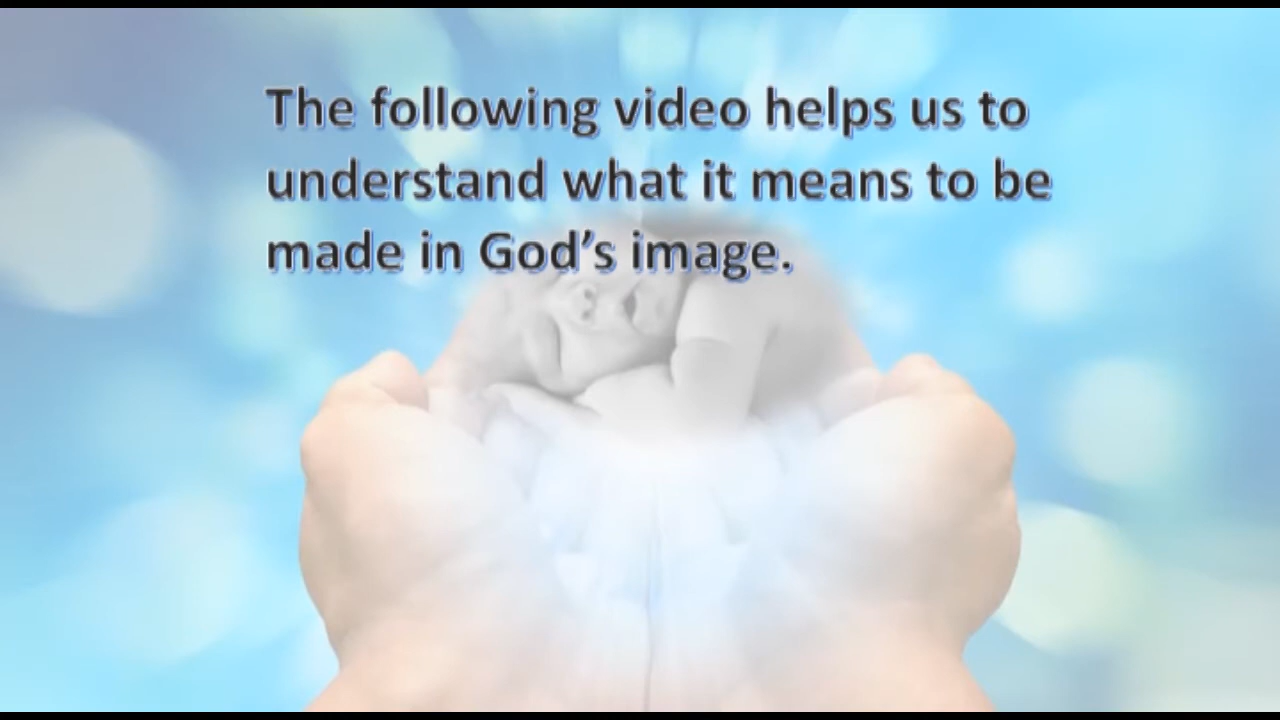 The following video helps us to
understand what it means to be
made in God’s image.